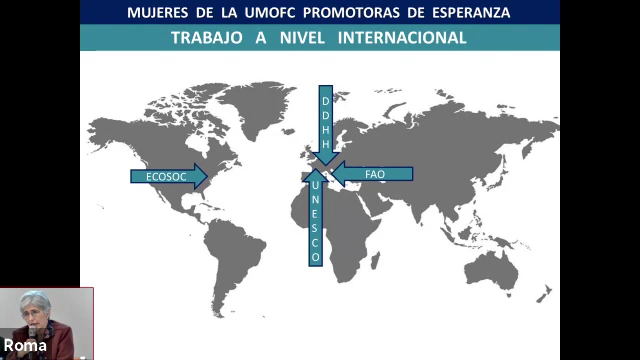 MUJERES DE LA UMOFC PROMOTORAS DE ESPERANZA
TRABAJO A NIVEL INTERNACIONAL
DDHH
ECOSOC
FAO
UNESCO
Roma